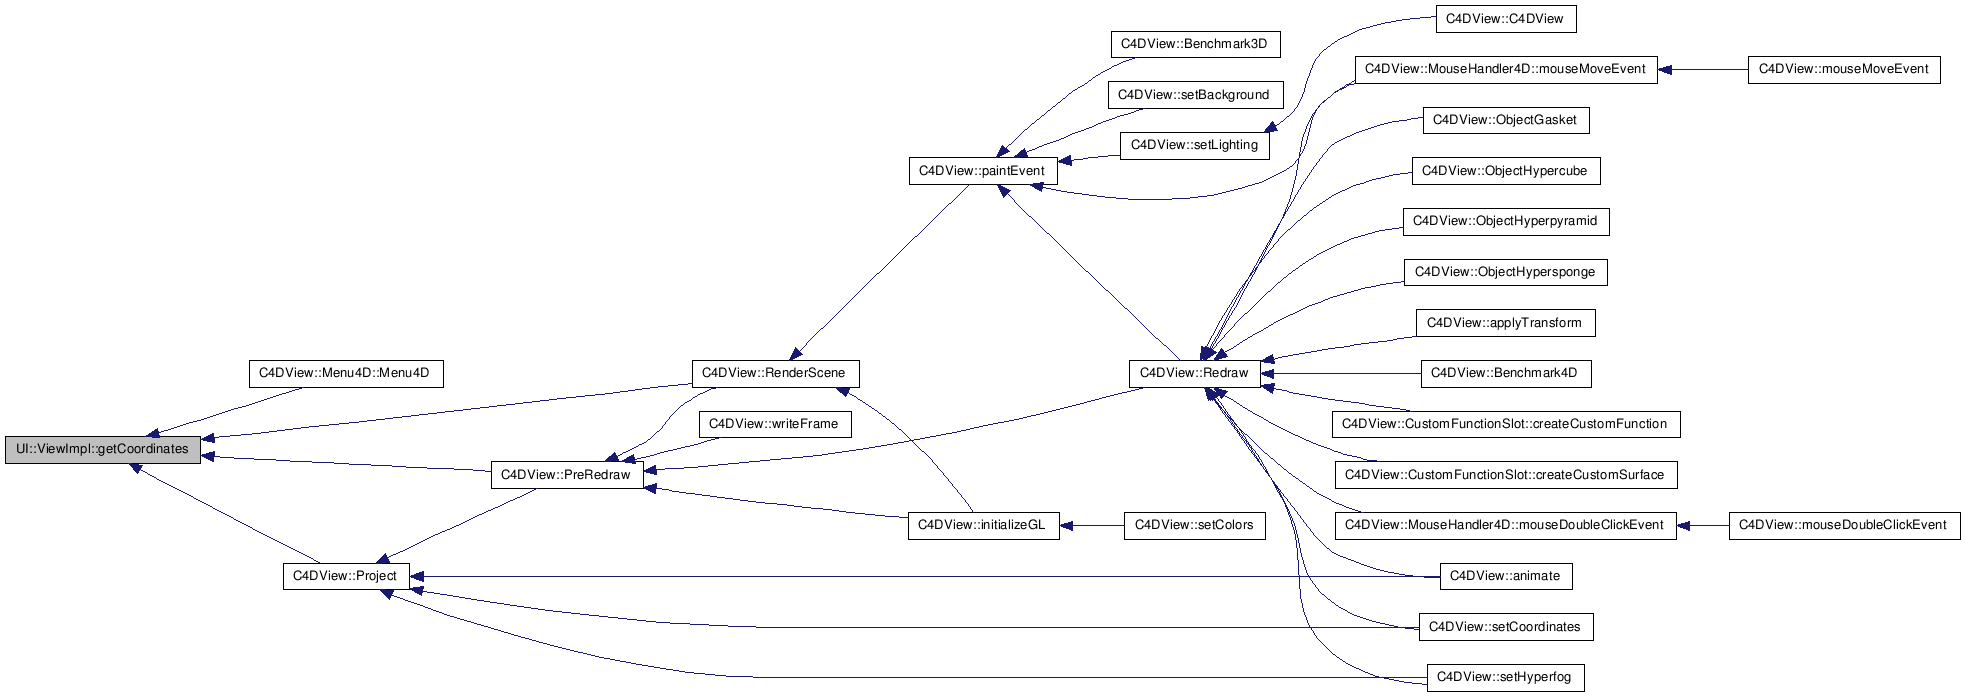 C4DView::C4DView
C4DView::Benchmark3D
C4DView::MouseHandler4D::mouseMoveEvent
C4DView::mouseMoveEvent
C4DView::setBackground
C4DView::ObjectGasket
C4DView::setLighting
C4DView::paintEvent
C4DView::ObjectHypercube
C4DView::ObjectHyperpyramid
C4DView::ObjectHypersponge
C4DView::applyTransform
C4DView::Menu4D::Menu4D
C4DView::RenderScene
C4DView::Redraw
C4DView::Benchmark4D
C4DView::writeFrame
C4DView::CustomFunctionSlot::createCustomFunction
UI::ViewImpl::getCoordinates
C4DView::PreRedraw
C4DView::CustomFunctionSlot::createCustomSurface
C4DView::initializeGL
C4DView::setColors
C4DView::MouseHandler4D::mouseDoubleClickEvent
C4DView::mouseDoubleClickEvent
C4DView::Project
C4DView::animate
C4DView::setCoordinates
C4DView::setHyperfog